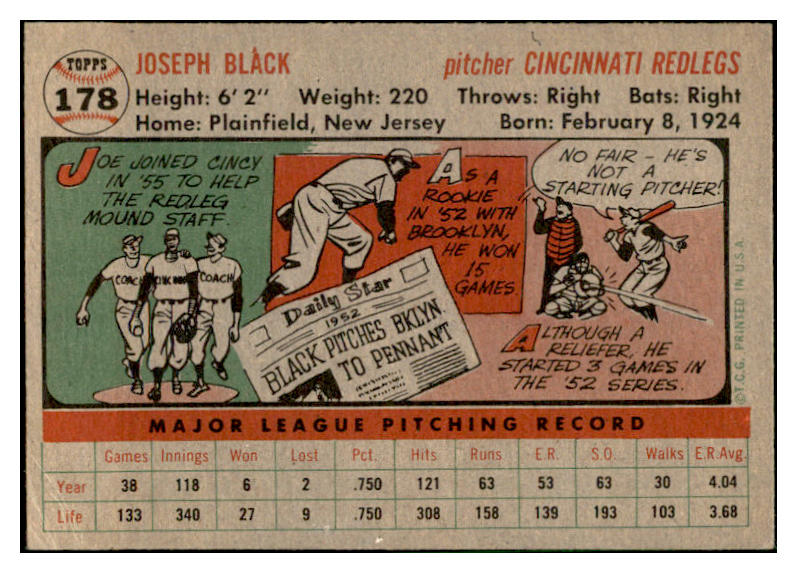 TOPPS
178
JOSEPH BLACK
pitcher CINCINNATI REDLEGS
Height: 6' 2" Weight: 220 Throws: Right Bats: Right
Home: Plainfield, New Jersey Born: February 8, 1924
JOE JOINED CINCY
IN '55 TO HELP
THE REDLEG
MOUND STAFF.
COACH
COACH
AS A
ROOKIE
IN '52 WITH
BROOKLYN,
HE WON
15
GAMES.
Daily Star
1952
BLACK PITCHES BKLYN.
TO PENNANT
NO FAIR - HE'S
NOT A
STARTING PITCHER!
ALTHOUGH A
RELIEFER, HE
STARTED 3 GAMES IN
THE '52 SERIES.
©T.C.G. PRINTED IN U.S.A.
MAJOR LEAGUE PITCHING RECORD
Games Innings Won Lost Pct. Hits Runs E.R. S.O. Walks E.R.Avg.
Year 38 118 6 2 .750 121 63 53 63 30 4.04
Life 133 340 27 9 .750 308 158 139 193 103 3.68